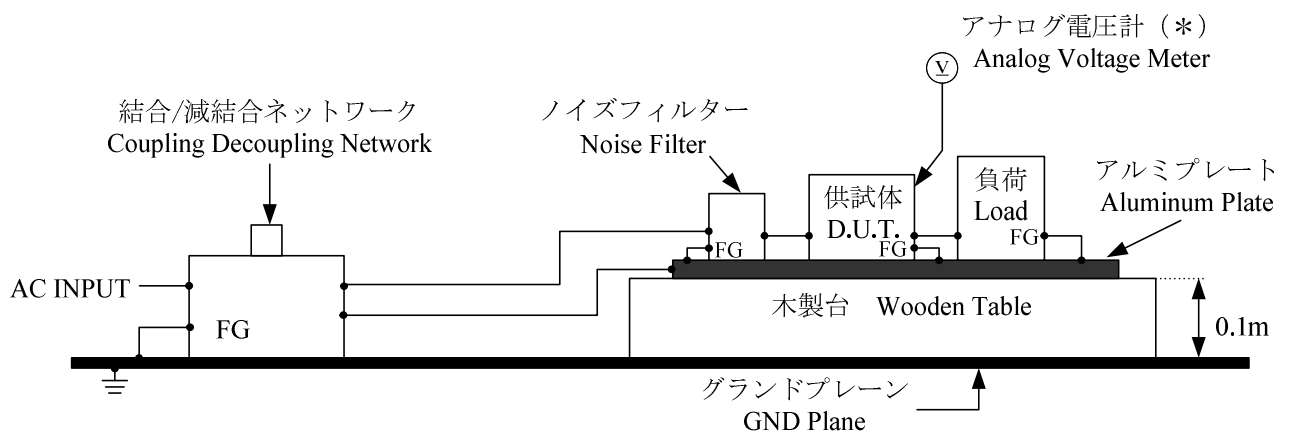 アナログ電圧計（＊）
Analog Voltage Meter
V
結合/減結合ネットワーク
Coupling Decoupling Network
ノイズフィルター
Noise Filter
供試体
D.U.T.
FG
負荷
Load
FG
アルミプレート
Aluminum Plate
FG
AC INPUT
FG
木製台 Wooden Table
0.1m
グランドプレーン
GND Plane